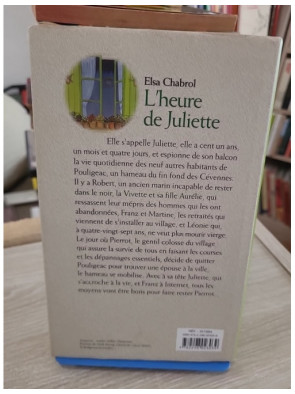 Elsa Chabrol
L'heure
de Juliette
Elle s'appelle Juliette, elle a cent un ans,
un mois et quatre jours, et espionne de son balcon
la vie quotidienne des neuf autres habitants de
Pouligeac, un hameau du fin fond des Cévennes.
Il y a Robert, un ancien marin incapable de rester
dans le noir, la Vivette et sa fille Aurélie, qui
ressassent leur mépris des hommes qui les ont
abandonnées, Franz et Martine, les retraités qui
viennent de s'installer au village, et Léonie qui,
à quatre-vingt-sept ans, ne veut plus mourir vierge.
Le jour où Pierrot, le gentil colosse du village
qui assure la survie de tous en faisant les courses
et les dépannages essentiels, décide de quitter
Pouligeac pour trouver une épouse à la ville,
le hameau se mobilise. Avec à sa tête Juliette, qui
s'accroche à la vie, et Franz à Internet, tous les
moyens vont être bons pour faire rester Pierrot.